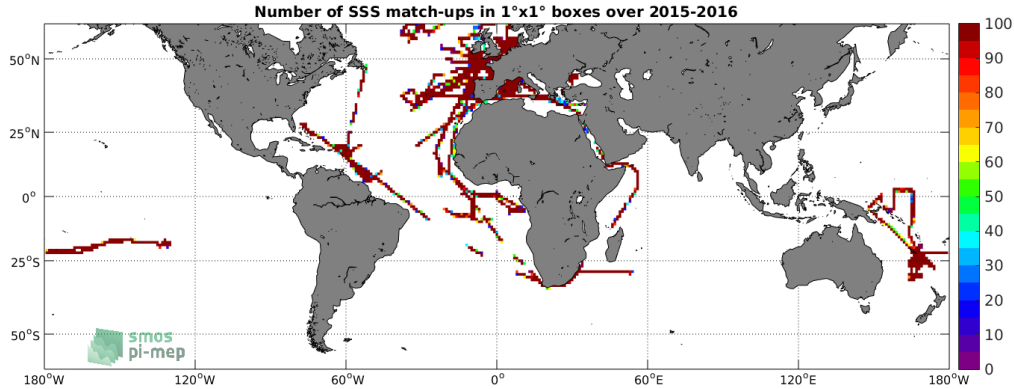 Number of SSS match-ups in 1°x1° boxes over 2015-2016
100
90
80
70
60
50
40
30
20
10
0
50°N
25°N
0°
25°S
50°S
smos
pi-mep
180°W 120°W 60°W 0° 60°E 120°E 180°W